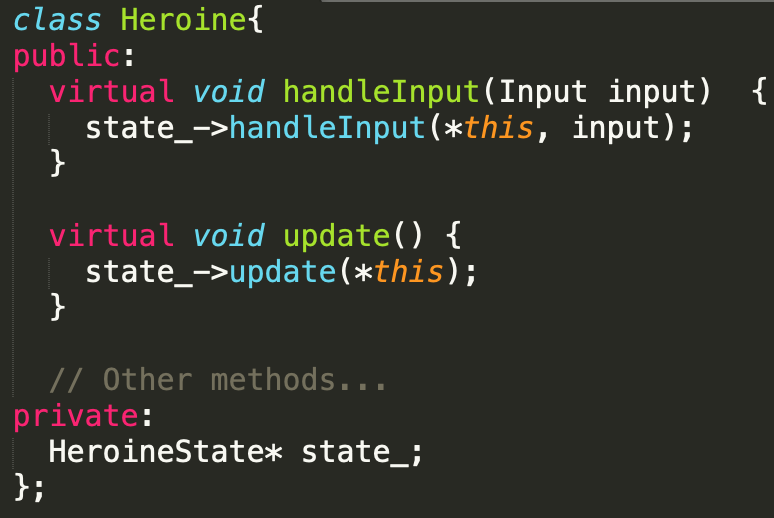 class Heroine{
public:
  virtual void handleInput(Input input)  {
    state_->handleInput(*this, input);
  }

  virtual void update() {
    state_->update(*this);
  }

  // Other methods...
private:
  HeroineState* state_;
};